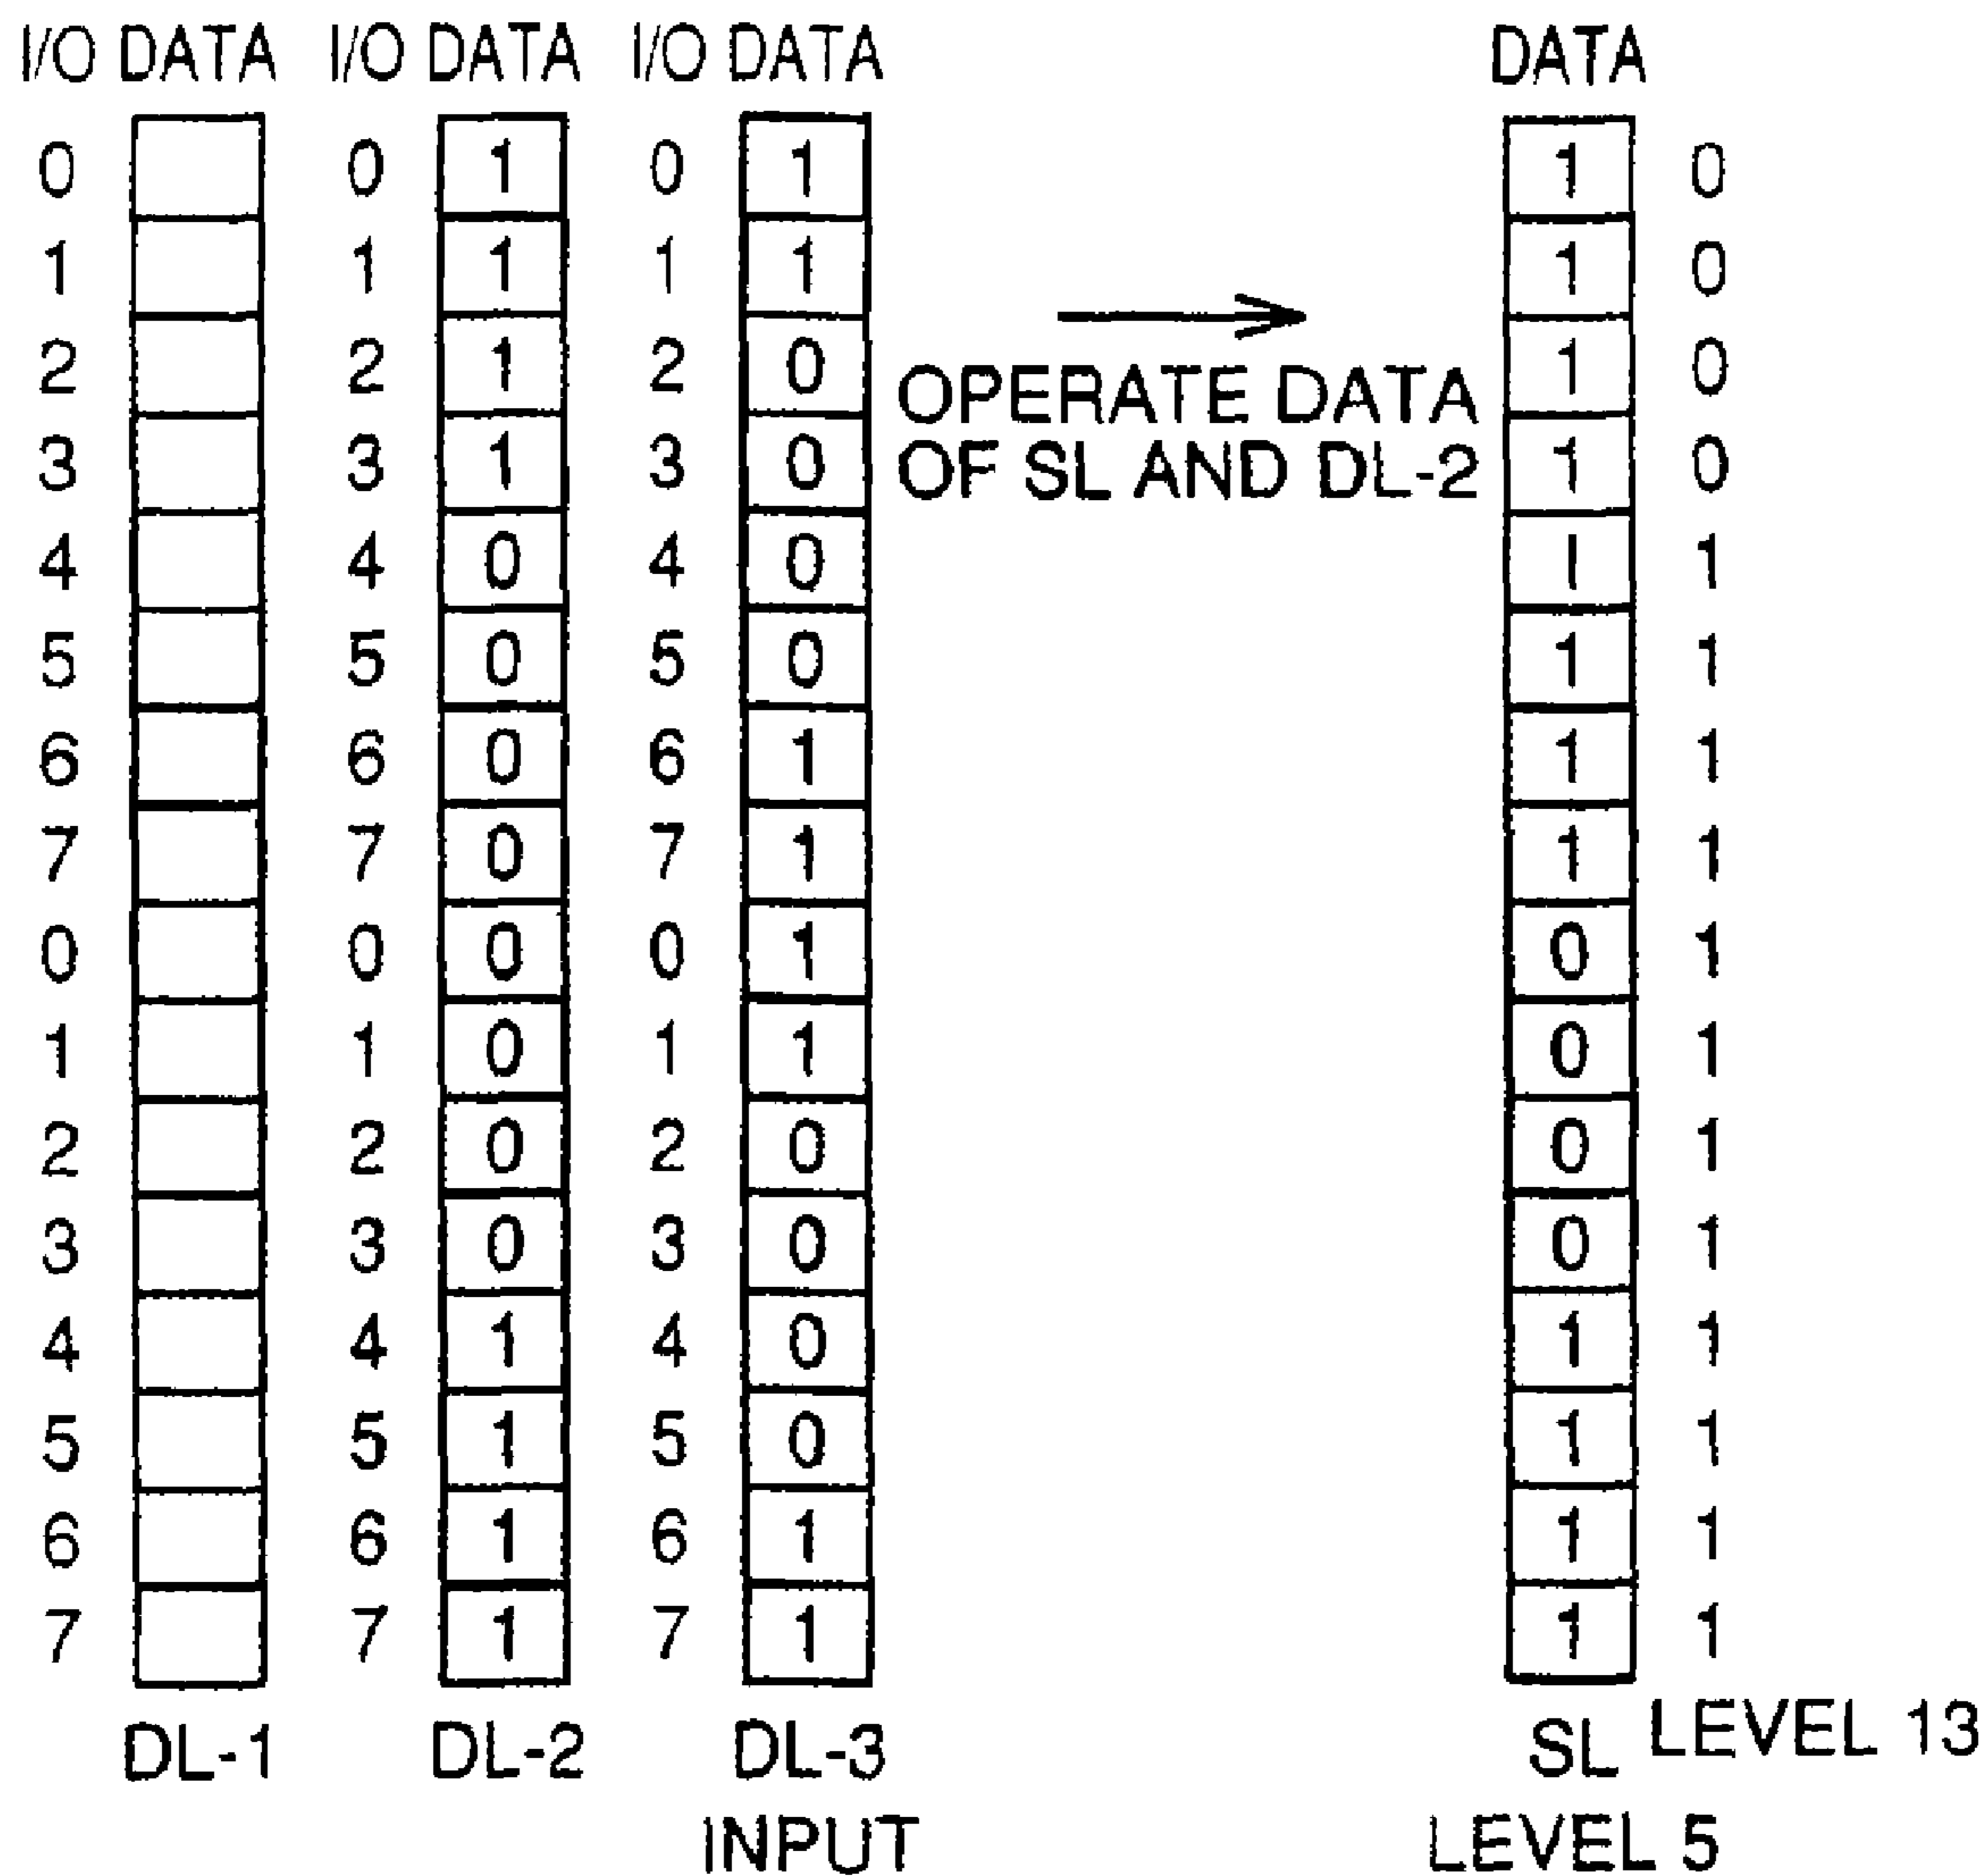 I/O DATA I/O DATA I/O DATA DATA
0 0 1 0 1 1 0
1 1 1 1 1 1 0
2 2 1 2 0 1 0
3 3 1 3 0 1 0
4 4 0 4 0 1 1
5 5 0 5 0 1 1
6 6 0 6 1 1 1
7 7 0 7 1 1 1
0 0 0 0 1 0 1
1 1 0 1 1 0 1
2 2 0 2 0 0 1
3 3 0 3 0 0 1
4 4 1 4 0 1 1
5 5 1 5 0 1 1
6 6 1 6 1 1 1
7 7 1 7 1 1 1
OPERATE DATA
OF SL AND DL-2
DL-1 DL-2 DL-3 SL LEVEL 13
INPUT LEVEL 5